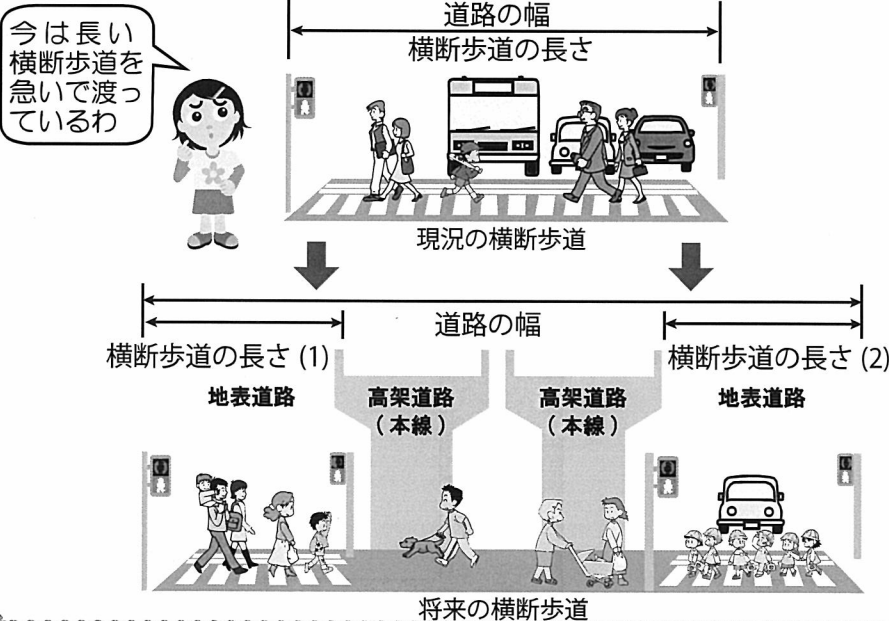 今は長い
横断歩道を
急いで渡っ
ているわ
道路の幅
横断歩道の長さ
現況の横断歩道
道路の幅
横断歩道の長さ (1)
横断歩道の長さ (2)
地表道路
高架道路
(本線)
高架道路
(本線)
地表道路
将来の横断歩道